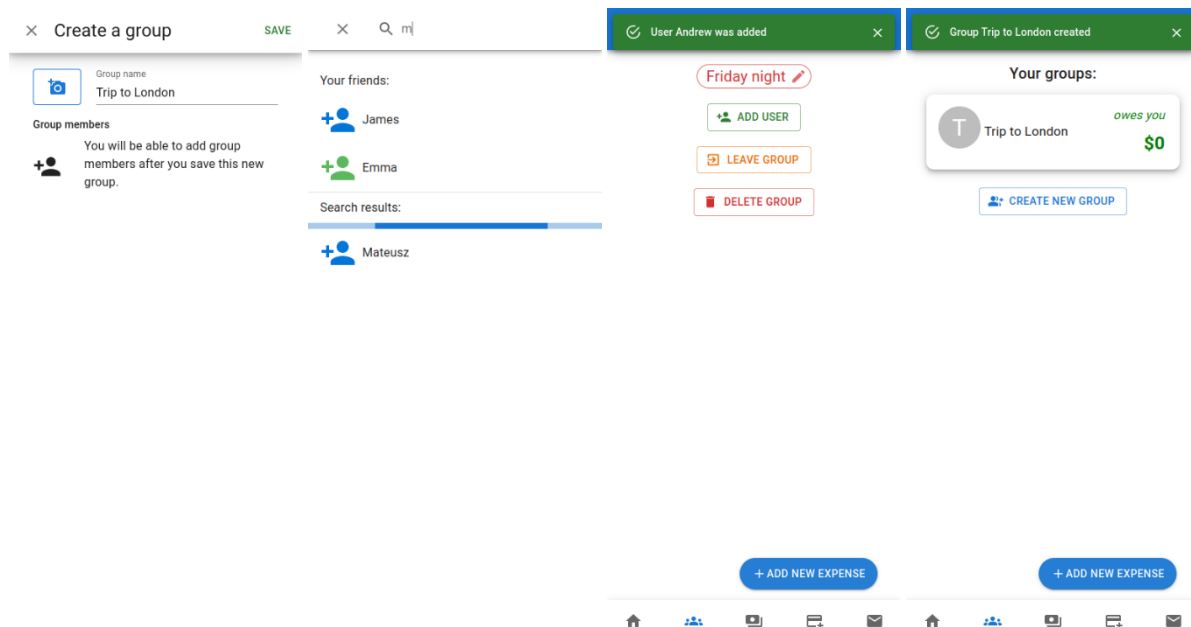 Create a group
SAVE
Group name
Trip to London
Group members
You will be able to add group
members after you save this new
group.
m
Your friends:
James
Emma
Search results:
Mateusz
User Andrew was added
Friday night
ADD USER
LEAVE GROUP
DELETE GROUP
+ ADD NEW EXPENSE
Group Trip to London created
Your groups:
T
Trip to London
owes you
$0
CREATE NEW GROUP
+ ADD NEW EXPENSE